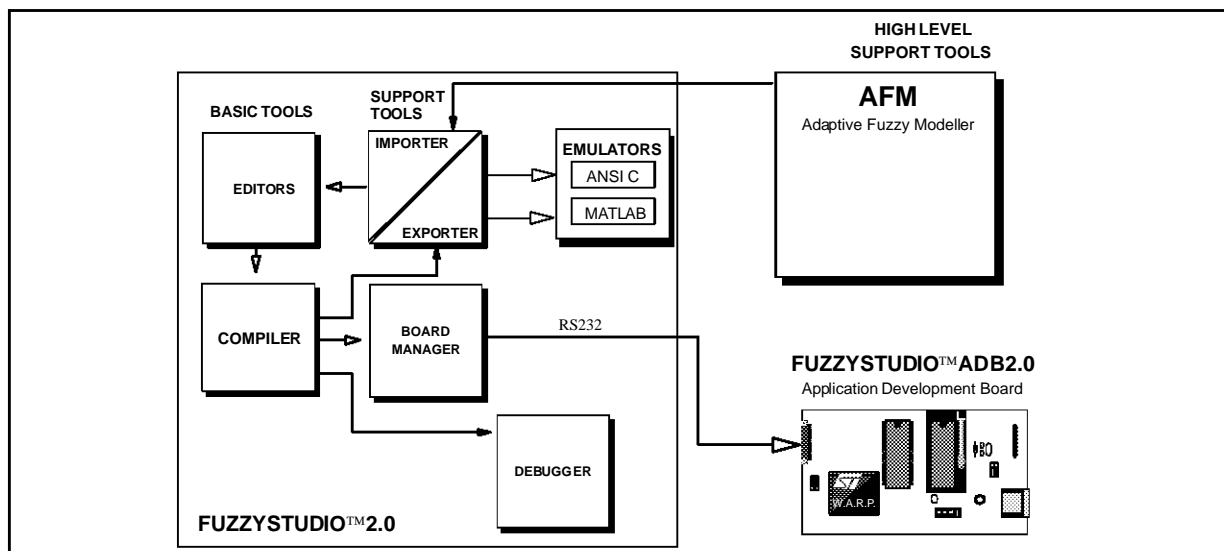 HIGH LEVEL
SUPPORT TOOLS
AFM
Adaptive Fuzzy Modeller
BASIC TOOLS
SUPPORT
TOOLS
IMPORTER
EXPORTER
EDITORS
EMULATORS
ANSI C
MATLAB
COMPILER
BOARD
MANAGER
RS232
DEBUGGER
FUZZYSTUDIO™2.0
FUZZYSTUDIO™ADB2.0
Application Development Board
W.A.R.P.